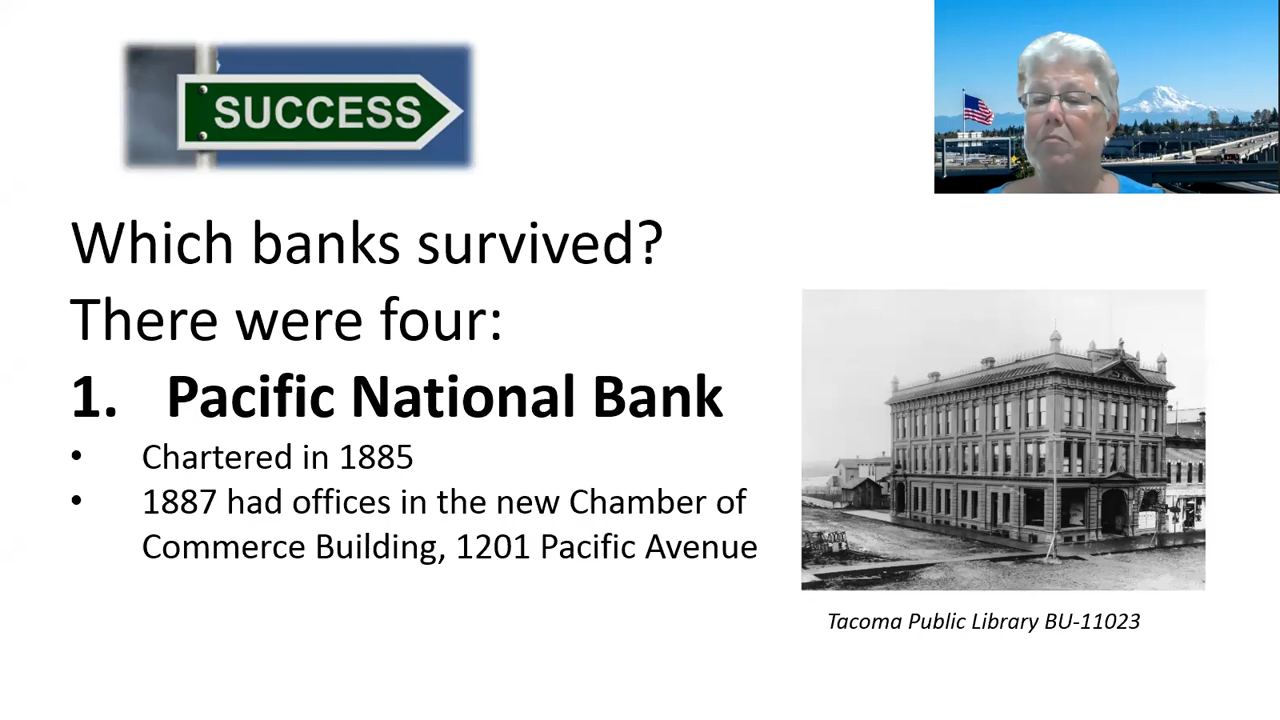 SUCCESS
Which banks survived?
There were four:
1. Pacific National Bank
• Chartered in 1885
• 1887 had offices in the new Chamber of
Commerce Building, 1201 Pacific Avenue
Tacoma Public Library BU-11023